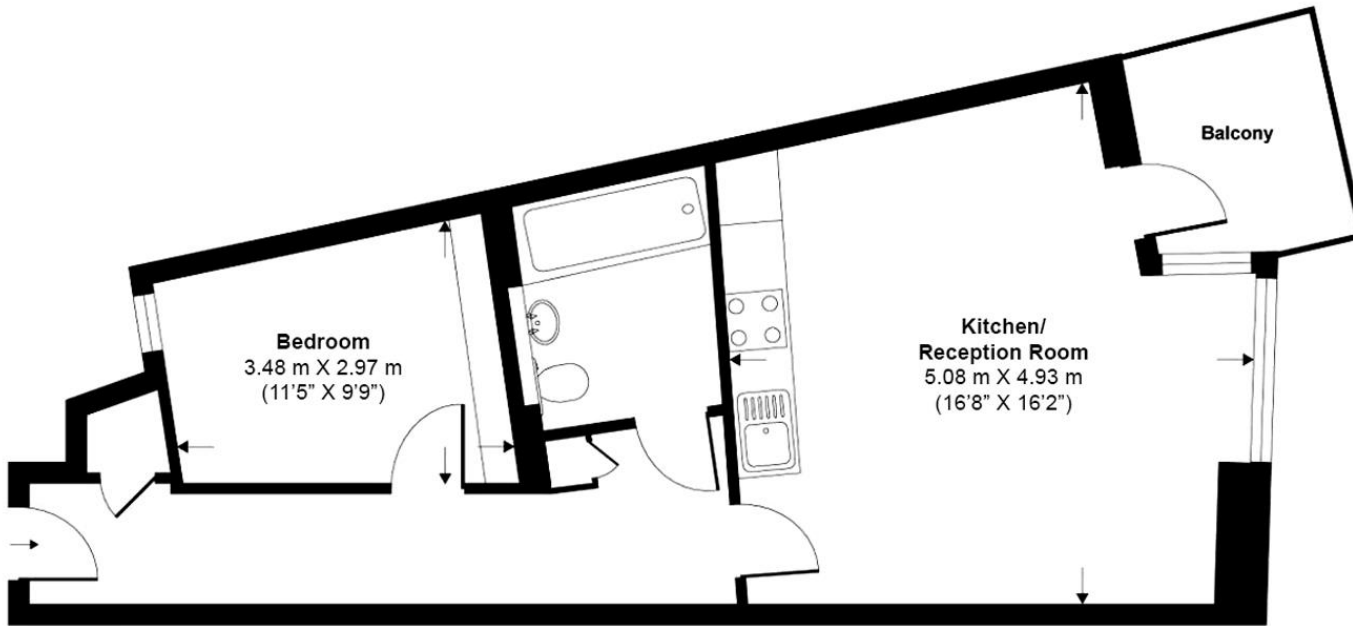 Balcony
Bedroom
3.48 m X 2.97 m
(11'5" X 9'9")
Kitchen/
Reception Room
5.08 m X 4.93 m
(16'8" X 16'2")